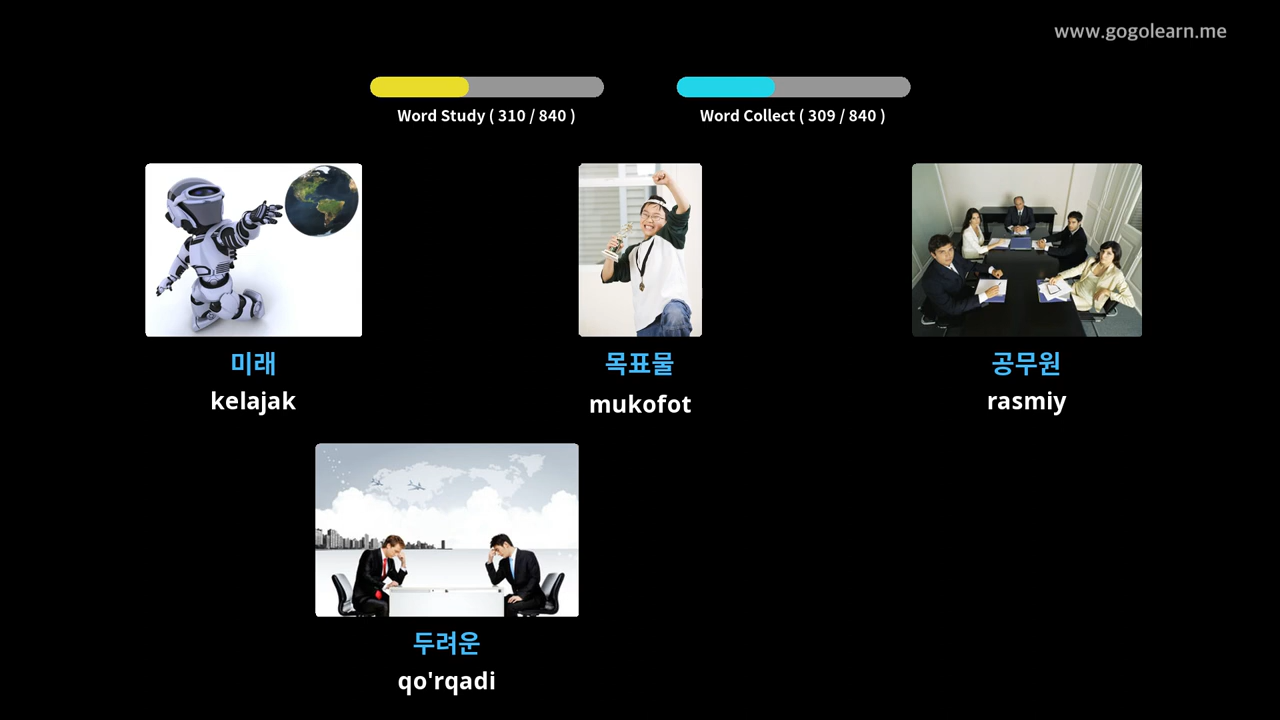 www.gogolearn.me
Word Study ( 310 / 840 )
Word Collect ( 309 / 840 )
미래
kelajak
목표물
mukofot
공무원
rasmiy
두려운
qo'rqadi